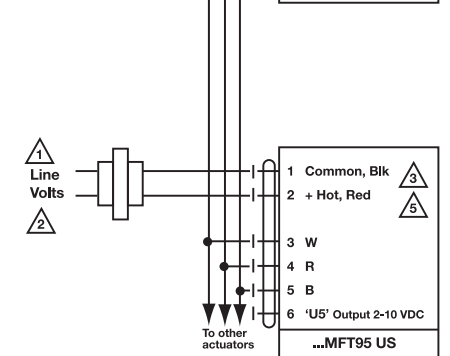 1
Line
Volts
2
1 Common, Blk
3
2 + Hot, Red
5
3 W
4 R
5 B
6 'U5' Output 2-10 VDC
To other
actuators
...MFT95 US